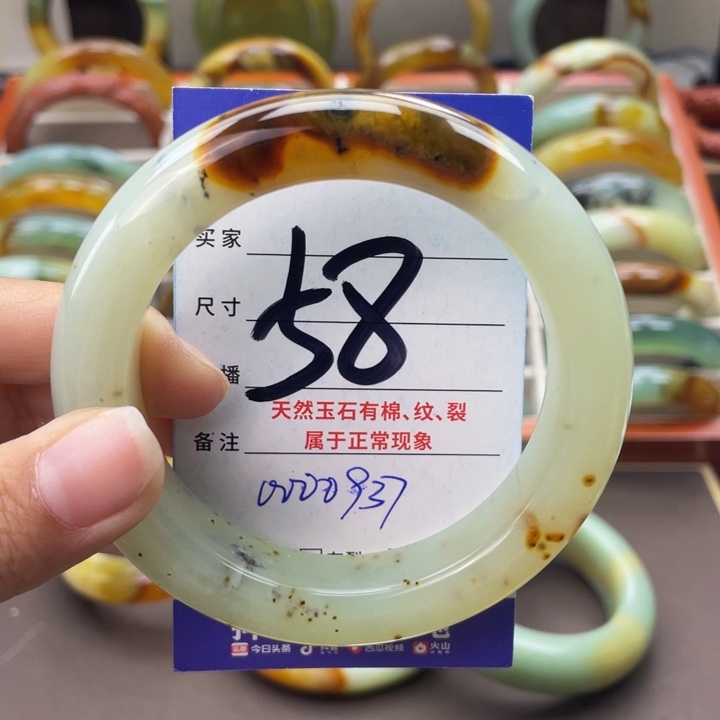 买家
58
尺寸
播
天然玉石有棉、纹、裂
属于正常现象
备注
0000937
今日头条 西瓜视频 火山